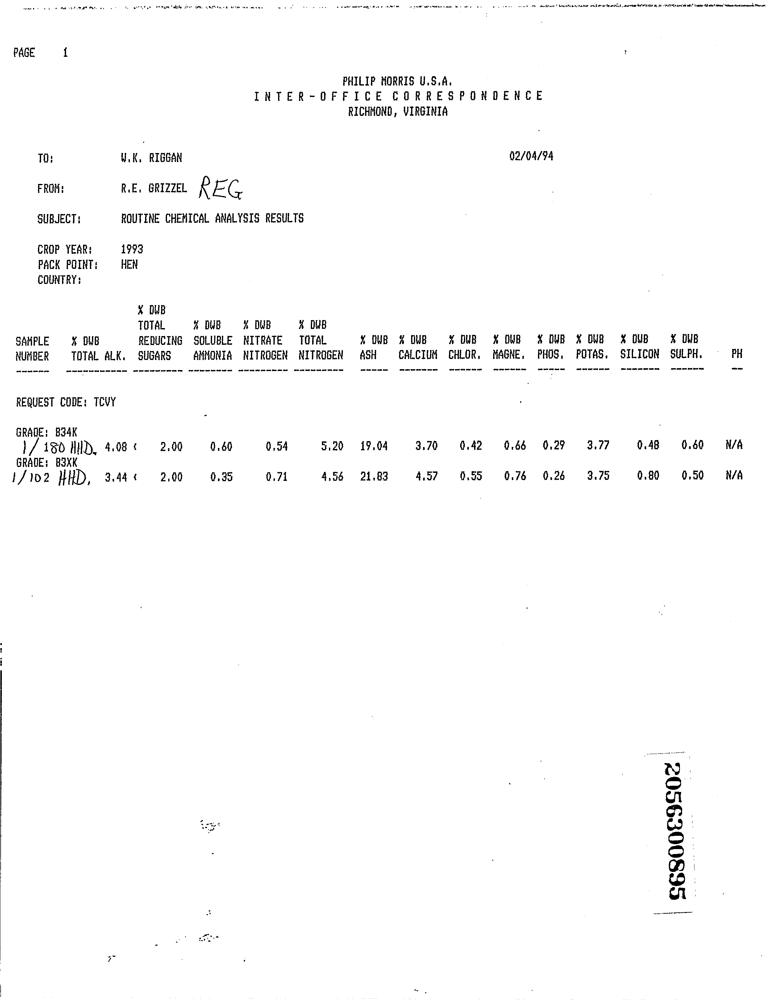 PAGE 1
PHILIP MORRIS U.S.A.
INTER-OFFICE CORRESPONDENCE
RICHMOND, VIRGINIA
TO: W.K. RIGGAN 02/04/94
FROM: R.E. GRIZZEL REG
SUBJECT: ROUTINE CHEMICAL ANALYSIS RESULTS
CROP YEAR: 1993
PACK POINT: HEN
COUNTRY:
% DWB
TOTAL % DWB % DWB % DWB
SAMPLE % DWB REDUCING SOLUBLE NITRATE TOTAL % DWB % DWB % DWB % DWB % DWB % DWB % DWB % DWB
NUMBER TOTAL ALK. SUGARS AMMONIA NITROGEN NITROGEN ASH CALCIUM CHLOR. MAGNE. PHOS. POTAS. SILICON SULPH. PH
------ ----------- --------- -------- --------- --------- ----- ------- ------ ------ ----- ------ ------- ------ --
REQUEST CODE: TCVY
GRADE: B34K
1/180 HHD. 4.08 < 2.00 0.60 0.54 5.20 19.04 3.70 0.42 0.66 0.29 3.77 0.48 0.60 N/A
GRADE: B3XK
1/102 HHD. 3.44 < 2.00 0.35 0.71 4.56 21.83 4.57 0.55 0.76 0.26 3.75 0.80 0.50 N/A
2056300895